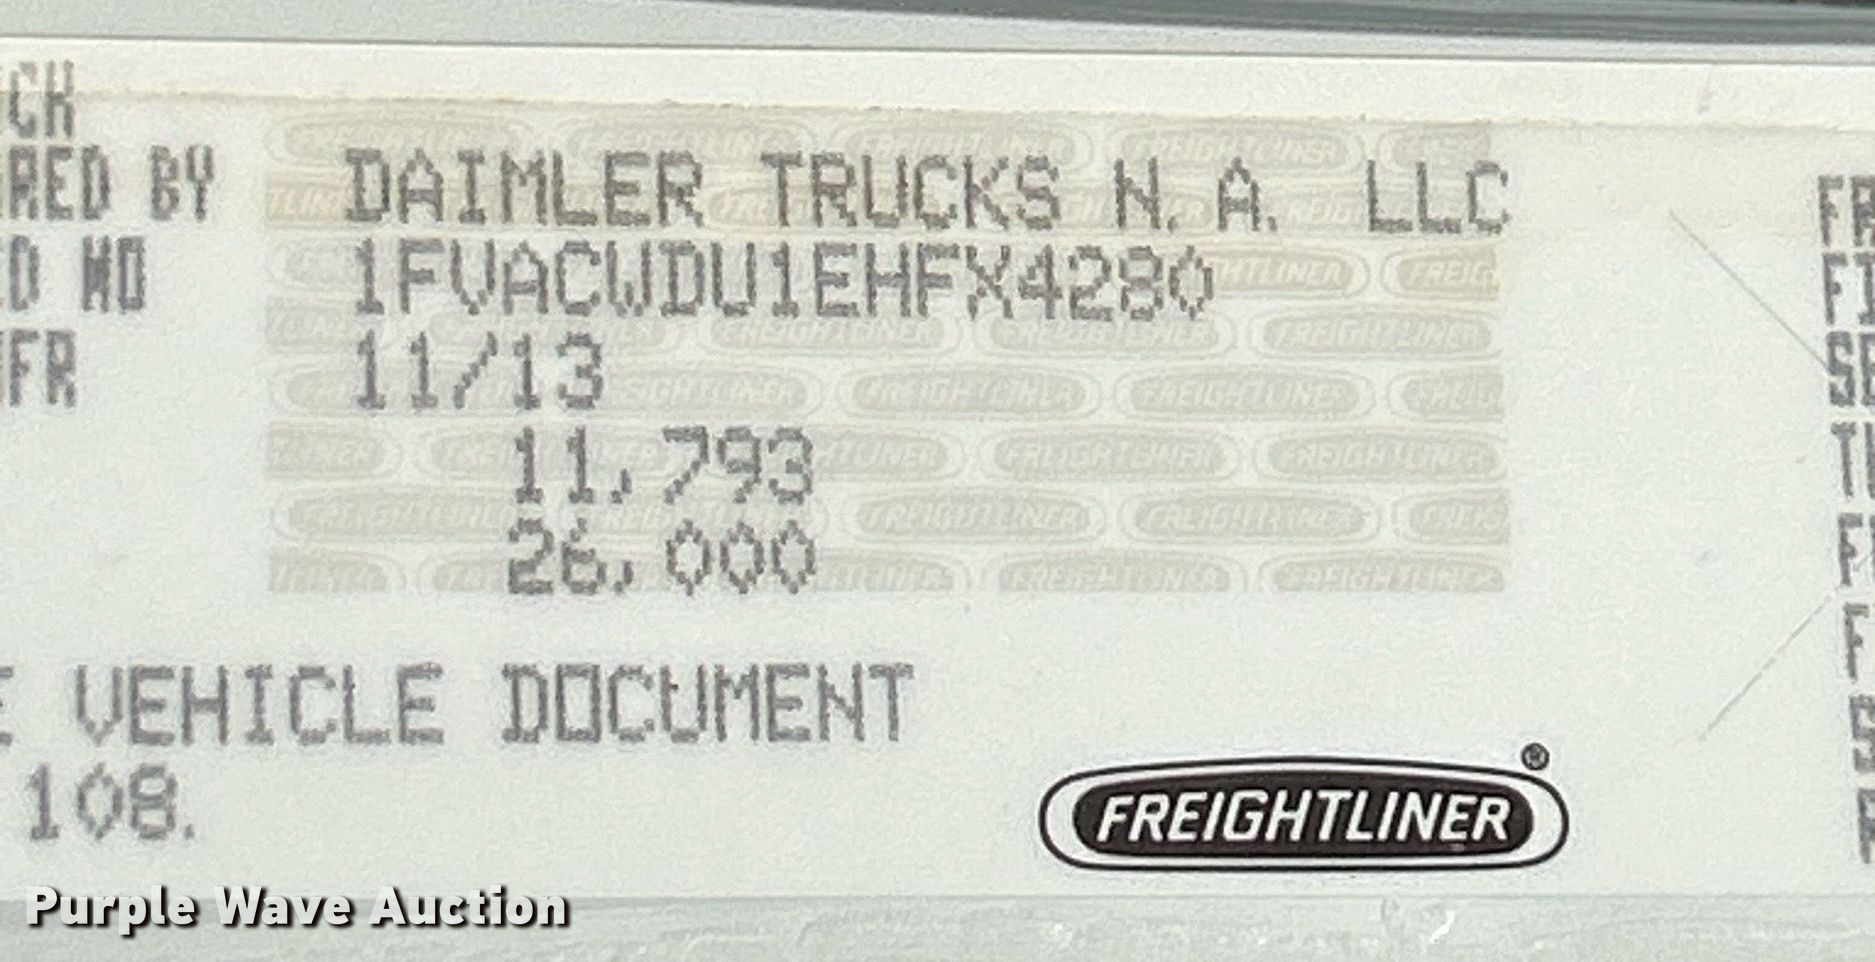 CH
RED BY DAIMLER TRUCKS N.A. LLC
D NO 1FVACWDU1EHFX4280
FR 11/13
11,793
26,000
E VEHICLE DOCUMENT
108.
FREIGHTLINER®
Purple Wave Auction